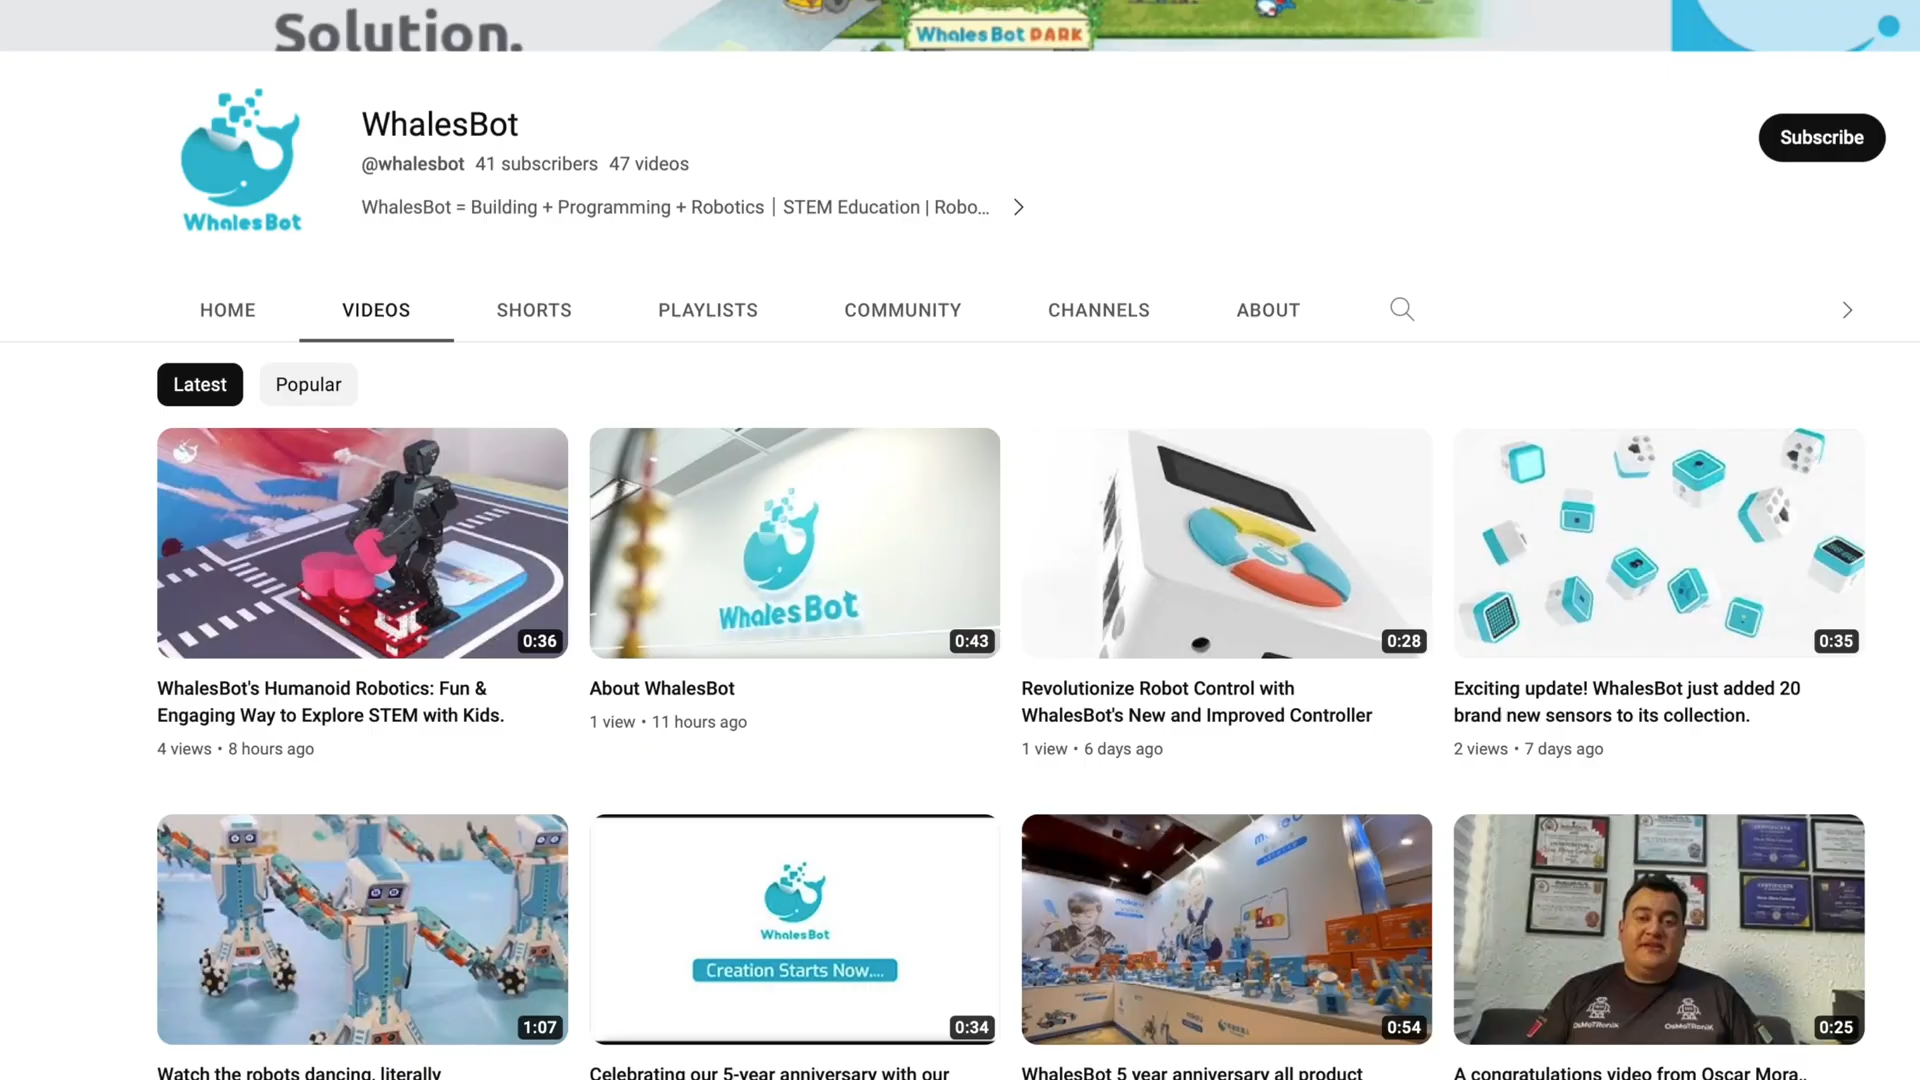 Solution.
WhalesBot PARK
WhalesBot
WhalesBot
@whalesbot 41 subscribers 47 videos
WhalesBot = Building + Programming + Robotics | STEM Education | Robo...
Subscribe
HOME VIDEOS SHORTS PLAYLISTS COMMUNITY CHANNELS ABOUT
Latest Popular
0:36
WhalesBot
0:43
0:28
0:35
WhalesBot's Humanoid Robotics: Fun &
Engaging Way to Explore STEM with Kids.
4 views • 8 hours ago
About WhalesBot
1 view • 11 hours ago
Revolutionize Robot Control with
WhalesBot's New and Improved Controller
1 view • 6 days ago
Exciting update! WhalesBot just added 20
brand new sensors to its collection.
2 views • 7 days ago
1:07
WhalesBot
Creation Starts Now....
0:34
0:54
OsMoTRoniK
OsMoTRoniK
0:25
Watch the robots dancing, literally
Celebrating our 5-year anniversary with our
WhalesBot 5 year anniversary all product
A congratulations video from Oscar Mora..